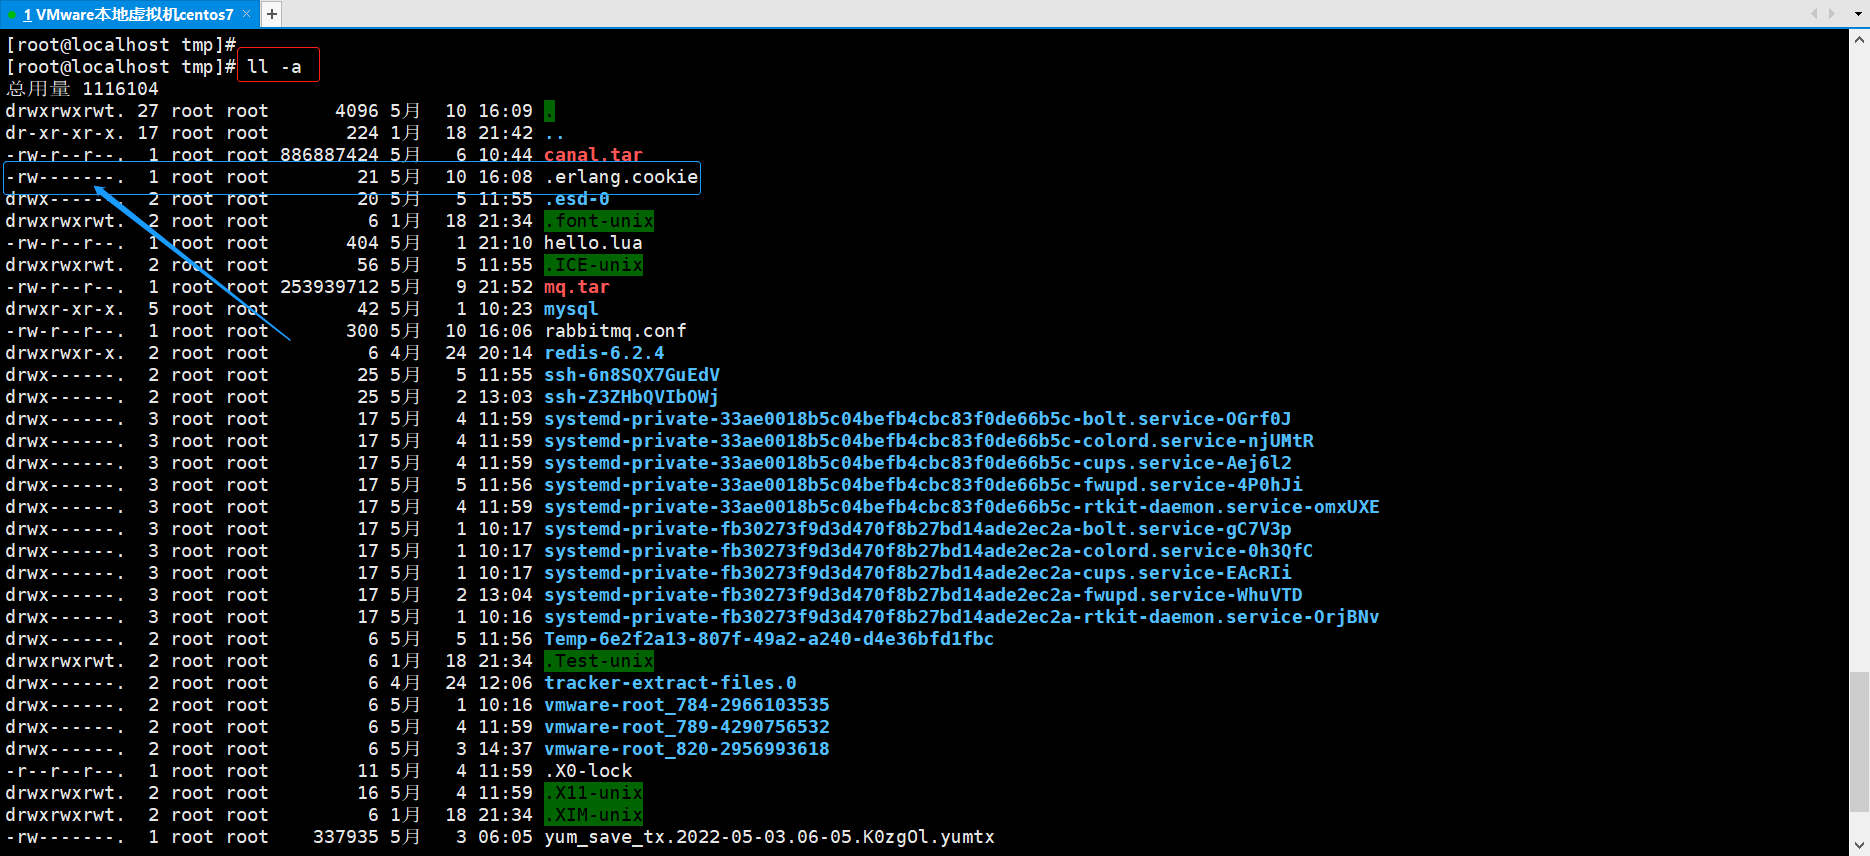 1 VMware本地虚拟机centos7 × +
[root@localhost tmp]#
[root@localhost tmp]# ll -a
总用量 1116104
drwxrwxrwt. 27 root root 4096 5月 10 16:09 .
dr-xr-xr-x. 17 root root 224 1月 18 21:42 ..
-rw-r--r--. 1 root root 886887424 5月 6 10:44 canal.tar
-rw-------. 1 root root 21 5月 10 16:08 .erlang.cookie
drwx------. 2 root root 20 5月 5 11:55 .esd-0
drwxrwxrwt. 2 root root 6 1月 18 21:34 .font-unix
-rw-r--r--. 1 root root 404 5月 1 21:10 hello.lua
drwxrwxrwt. 2 root root 56 5月 5 11:55 .ICE-unix
-rw-r--r--. 1 root root 253939712 5月 9 21:52 mq.tar
drwxr-xr-x. 5 root root 42 5月 1 10:23 mysql
-rw-r--r--. 1 root root 300 5月 10 16:06 rabbitmq.conf
drwxrwxr-x. 2 root root 6 4月 24 20:14 redis-6.2.4
drwx------. 2 root root 25 5月 5 11:55 ssh-6n8SQX7GuEdV
drwx------. 2 root root 25 5月 2 13:03 ssh-Z3ZHbQVIbOWj
drwx------. 3 root root 17 5月 4 11:59 systemd-private-33ae0018b5c04befb4cbc83f0de66b5c-bolt.service-OGrf0J
drwx------. 3 root root 17 5月 4 11:59 systemd-private-33ae0018b5c04befb4cbc83f0de66b5c-colord.service-njUMtR
drwx------. 3 root root 17 5月 4 11:59 systemd-private-33ae0018b5c04befb4cbc83f0de66b5c-cups.service-Aej6l2
drwx------. 3 root root 17 5月 5 11:56 systemd-private-33ae0018b5c04befb4cbc83f0de66b5c-fwupd.service-4P0hJi
drwx------. 3 root root 17 5月 4 11:59 systemd-private-33ae0018b5c04befb4cbc83f0de66b5c-rtkit-daemon.service-omxUXE
drwx------. 3 root root 17 5月 1 10:17 systemd-private-fb30273f9d3d470f8b27bd14ade2ec2a-bolt.service-gC7V3p
drwx------. 3 root root 17 5月 1 10:17 systemd-private-fb30273f9d3d470f8b27bd14ade2ec2a-colord.service-0h3QfC
drwx------. 3 root root 17 5月 1 10:17 systemd-private-fb30273f9d3d470f8b27bd14ade2ec2a-cups.service-EAcRIi
drwx------. 3 root root 17 5月 2 13:04 systemd-private-fb30273f9d3d470f8b27bd14ade2ec2a-fwupd.service-WhuVTD
drwx------. 3 root root 17 5月 1 10:16 systemd-private-fb30273f9d3d470f8b27bd14ade2ec2a-rtkit-daemon.service-OrjBNv
drwx------. 2 root root 6 5月 5 11:56 Temp-6e2f2a13-807f-49a2-a240-d4e36bfd1fbc
drwxrwxrwt. 2 root root 6 1月 18 21:34 .Test-unix
drwx------. 2 root root 6 4月 24 12:06 tracker-extract-files.0
drwx------. 2 root root 6 5月 1 10:16 vmware-root_784-2966103535
drwx------. 2 root root 6 5月 4 11:59 vmware-root_789-4290756532
drwx------. 2 root root 6 5月 3 14:37 vmware-root_820-2956993618
-r--r--r--. 1 root root 11 5月 4 11:59 .X0-lock
drwxrwxrwt. 2 root root 16 5月 4 11:59 .X11-unix
drwxrwxrwt. 2 root root 6 1月 18 21:34 .XIM-unix
-rw-------. 1 root root 337935 5月 3 06:05 yum_save_tx.2022-05-03.06-05.K0zgOl.yumtx